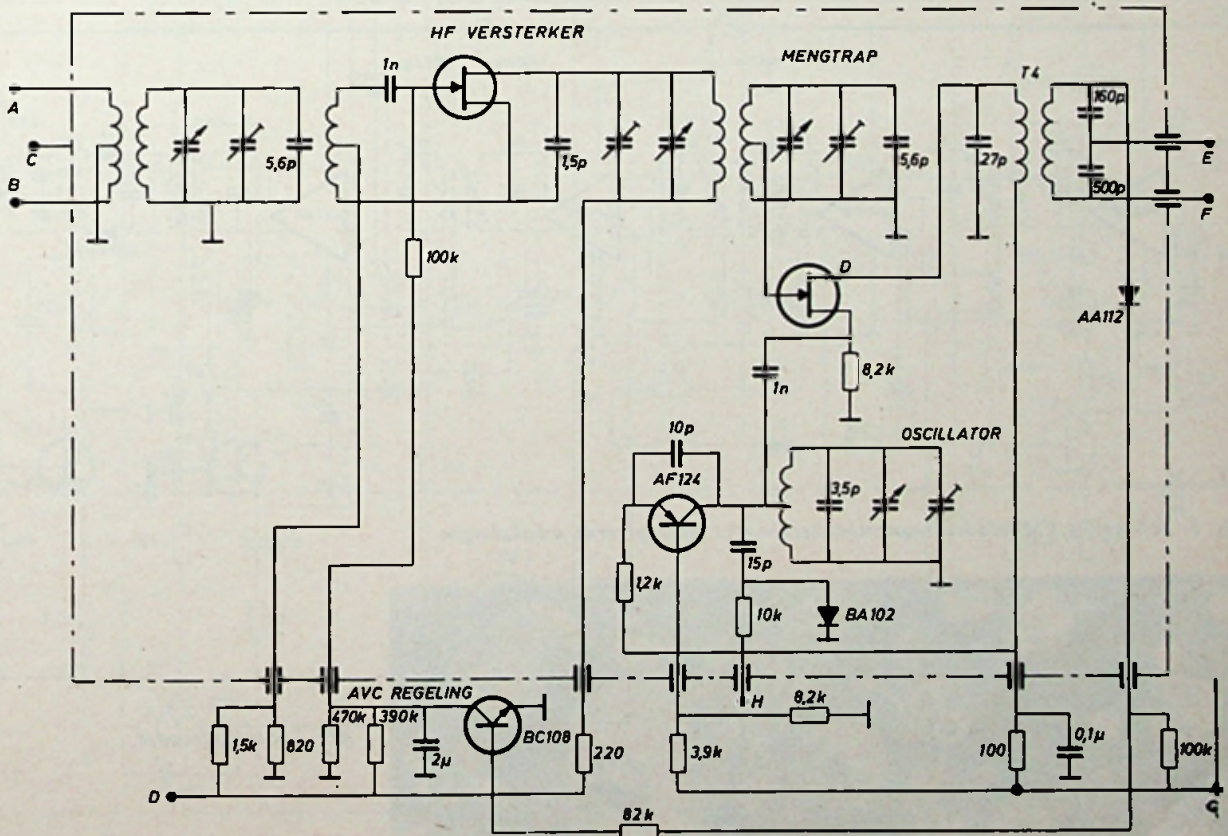 HF VERSTERKER
MENGTRAP
T4
1n
A
C
B
5,6p
1,5p
5,6p
27p
160p
500p
E
F
100k
D
AA112
1n
8,2k
OSCILLATOR
10p
AF124
3,5p
15p
1,2k
10k
BA102
H
AVC REGELING
8,2k
1,5k
820
470k
390k
2μ
BC108
220
3,9k
100
0,1μ
100k
D
G
82k